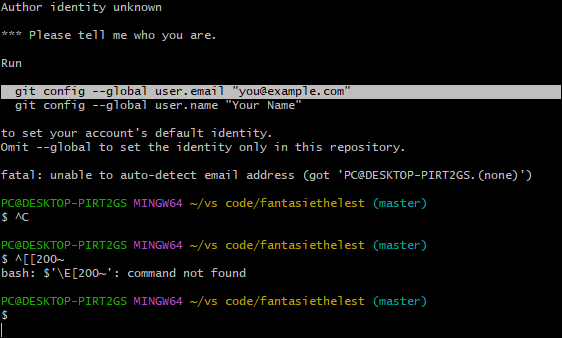 Author identity unknown
*** Please tell me who you are.
Run
git config --global user.email "you@example.com"
git config --global user.name "Your Name"
to set your account's default identity.
Omit --global to set the identity only in this repository.
fatal: unable to auto-detect email address (got 'PC@DESKTOP-PIRT2GS.(none)')
PC@DESKTOP-PIRT2GS MINGW64 ~/vs code/fantasiethelest (master)
$ ^C
PC@DESKTOP-PIRT2GS MINGW64 ~/vs code/fantasiethelest (master)
$ ^[[200~
bash: $'\E[200~': command not found
PC@DESKTOP-PIRT2GS MINGW64 ~/vs code/fantasiethelest (master)
$